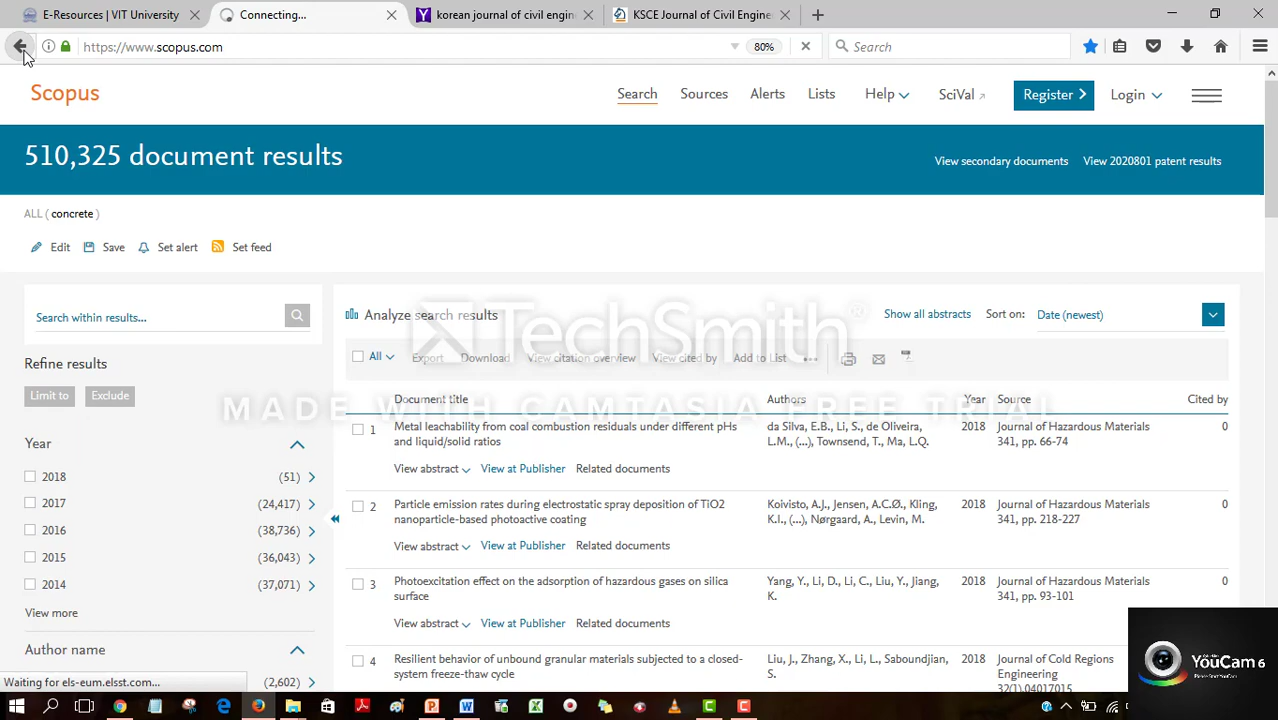 E-Resources | VIT University
Connecting...
korean journal of civil engin
KSCE Journal of Civil Engine
https://www.scopus.com
80%
Search
Scopus
Search
Sources
Alerts
Lists
Help
SciVal
Register
Login
510,325 document results
View secondary documents
View 2020801 patent results
ALL ( concrete )
Edit
Save
Set alert
Set feed
Search within results...
Analyze search results
Show all abstracts
Sort on:
Date (newest)
TechSmith®
MADE WITH CAMTASIA FREE TRIAL
All
Export
Download
View citation overview
View cited by
Add to List
Refine results
Limit to
Exclude
Document title
Authors
Year
Source
Cited by
1
Metal leachability from coal combustion residuals under different pHs
and liquid/solid ratios
da Silva, E.B., Li, S., de Oliveira,
L.M., (...), Townsend, T., Ma, L.Q.
2018
Journal of Hazardous Materials
341, pp. 66-74
0
View abstract
View at Publisher
Related documents
Year
2018
(51)
2017
(24,417)
2016
(38,736)
2015
(36,043)
2014
(37,071)
View more
Author name
(2,602)
2
Particle emission rates during electrostatic spray deposition of TiO2
nanoparticle-based photoactive coating
Koivisto, A.J., Jensen, A.C.Ø., Kling,
K.I., (...), Nørgaard, A., Levin, M.
2018
Journal of Hazardous Materials
341, pp. 218-227
0
View abstract
View at Publisher
Related documents
3
Photoexcitation effect on the adsorption of hazardous gases on silica
surface
Yang, Y., Li, D., Li, C., Liu, Y., Jiang,
K.
2018
Journal of Hazardous Materials
341, pp. 93-101
0
View abstract
View at Publisher
Related documents
4
Resilient behavior of unbound granular materials subjected to a closed-
system freeze-thaw cycle
Liu, J., Zhang, X., Li, L., Saboundjian,
S.
2018
Journal of Cold Regions
Engineering
32(1),04017015
Waiting for els-eum.elsst.com...
YouCam 6